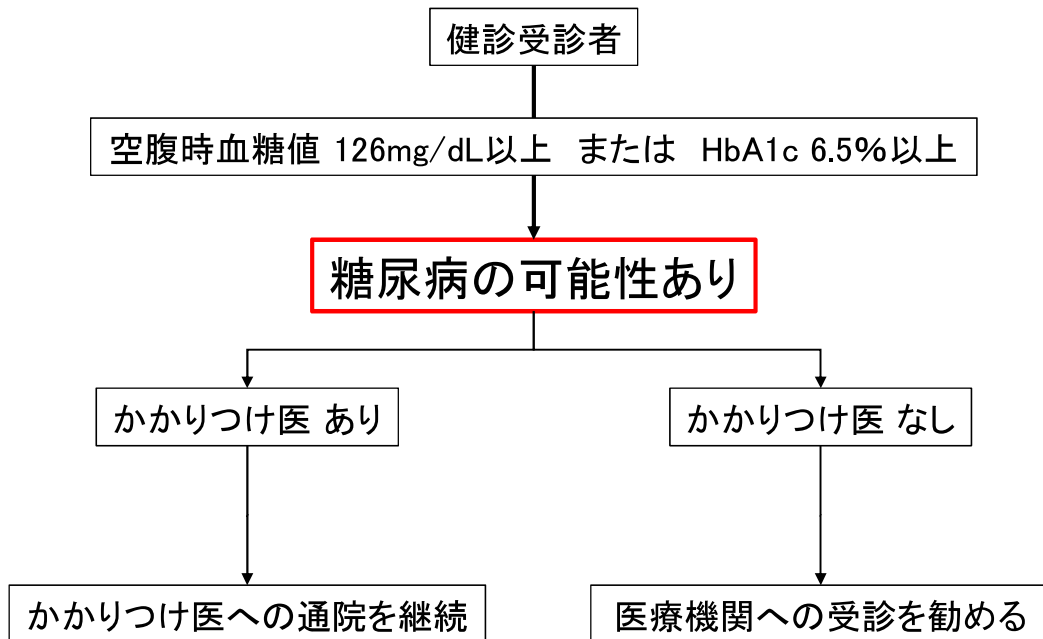 健診受診者
空腹時血糖値 126mg/dL以上 または HbA1c 6.5%以上
糖尿病の可能性あり
かかりつけ医 あり
かかりつけ医 なし
かかりつけ医への通院を継続
医療機関への受診を勧める